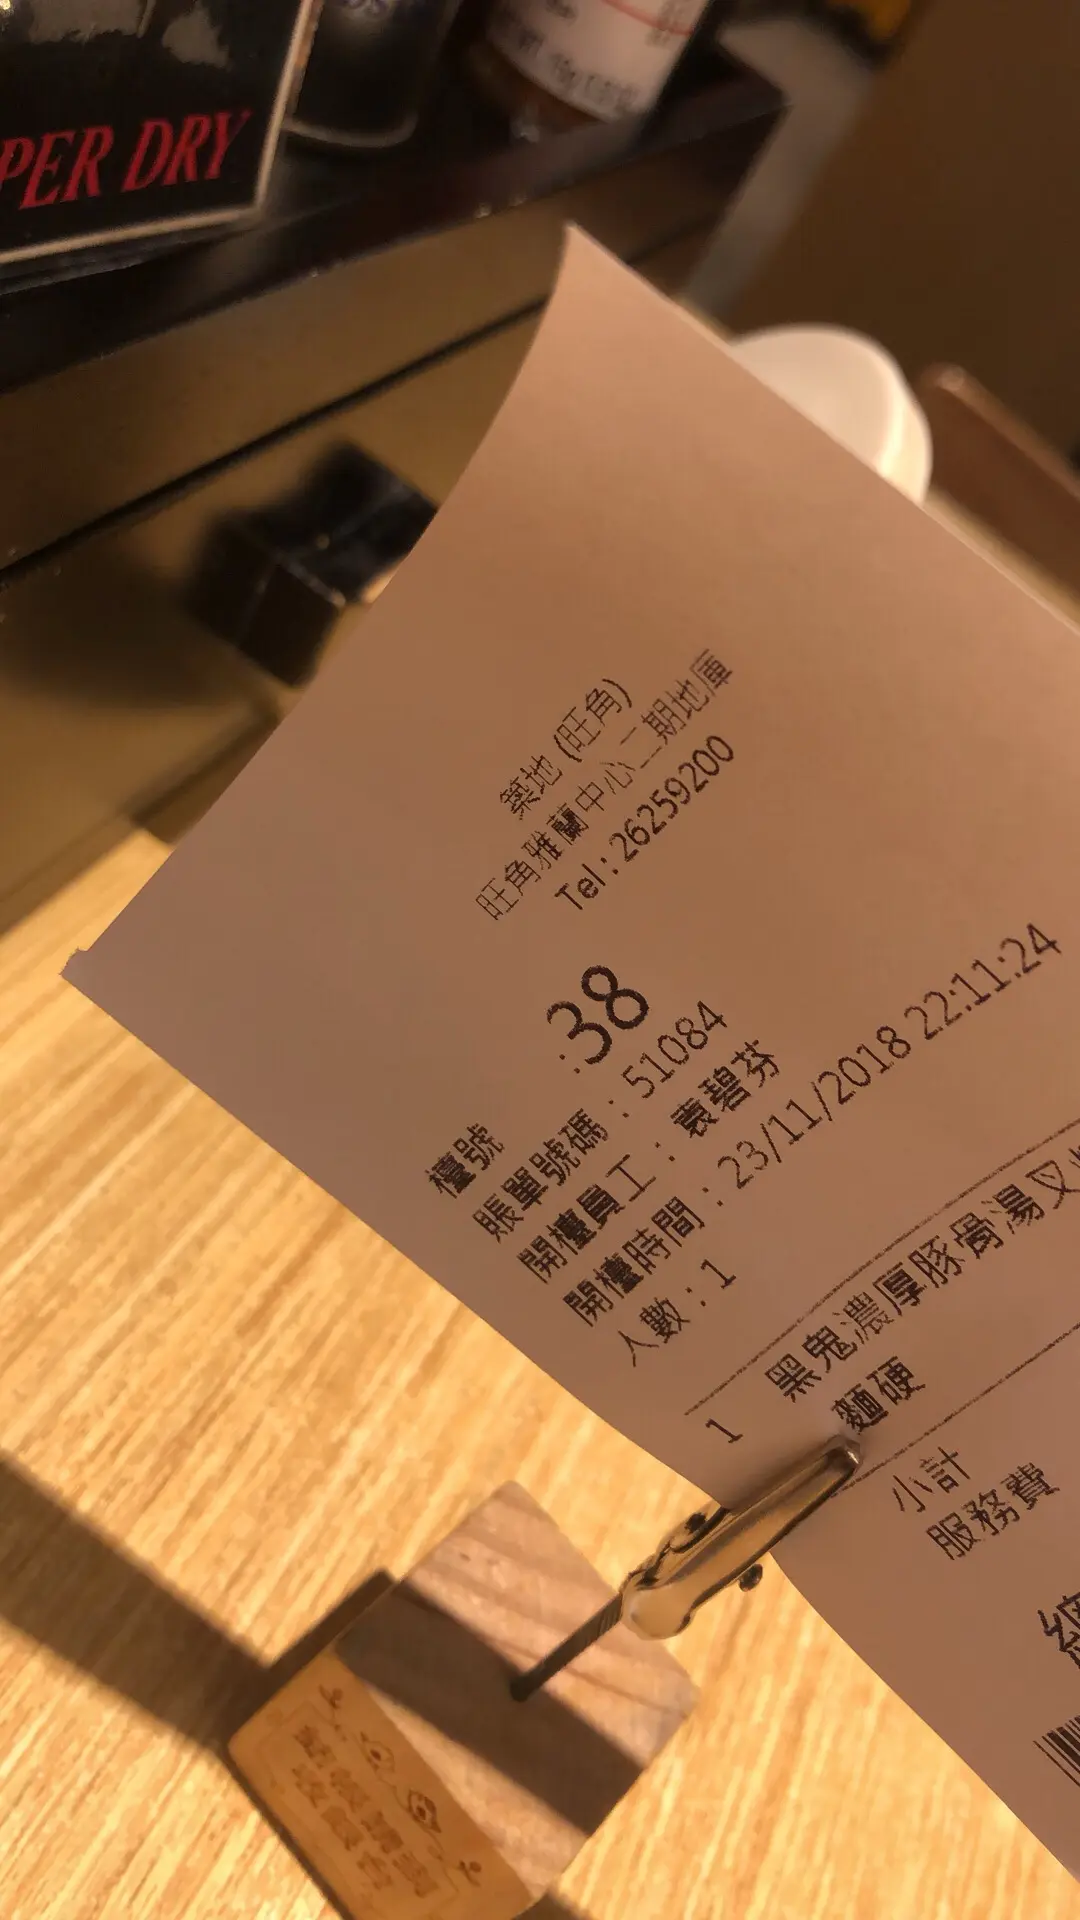 PER DRY
築地 (旺角)
旺角雅蘭中心二期地庫
Tel:26259200
檯號 :38
賬單號碼 : 51084
開檯員工 : 袁碧芬
開檯時間 : 23/11/2018 22:11:24
人數 : 1
1 黑鬼濃厚豚骨湯叉
麵硬
小計
服務費